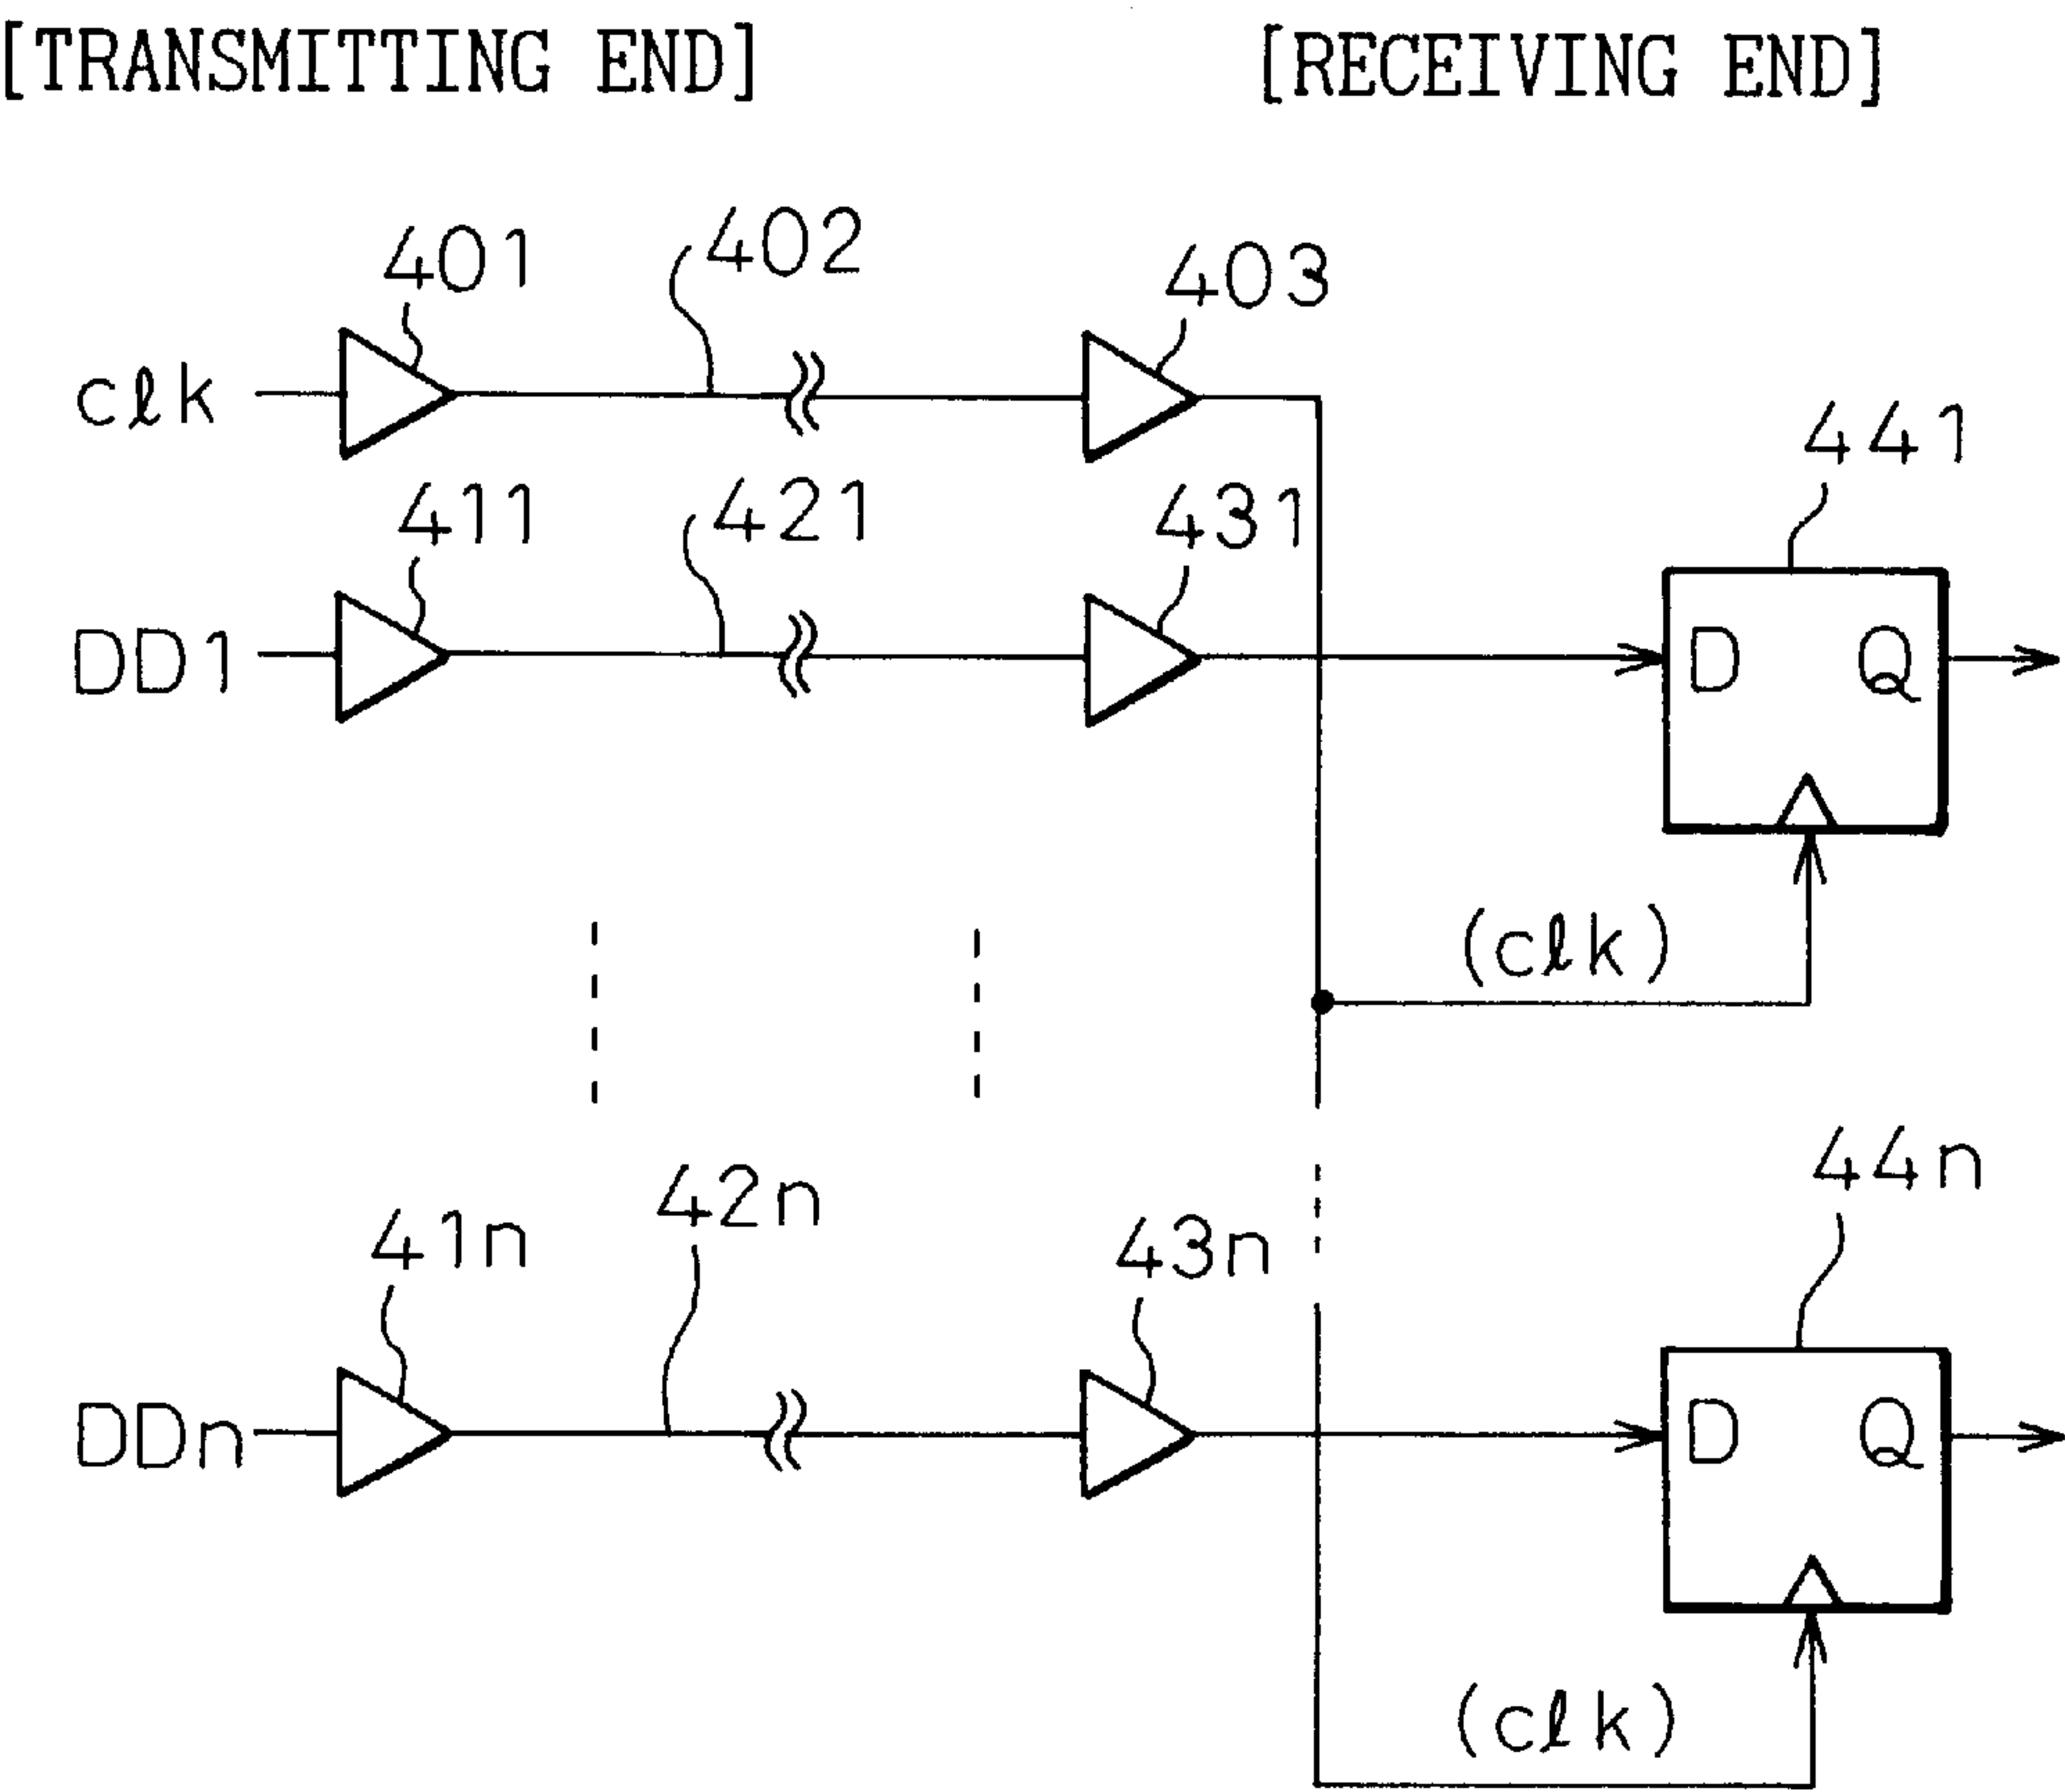 [TRANSMITTING END] [RECEIVING END]
401 402 403
clk
441
411 421 431
DD1 D Q
(clk)
44n
41n 42n 43n
DDn D Q
(clk)